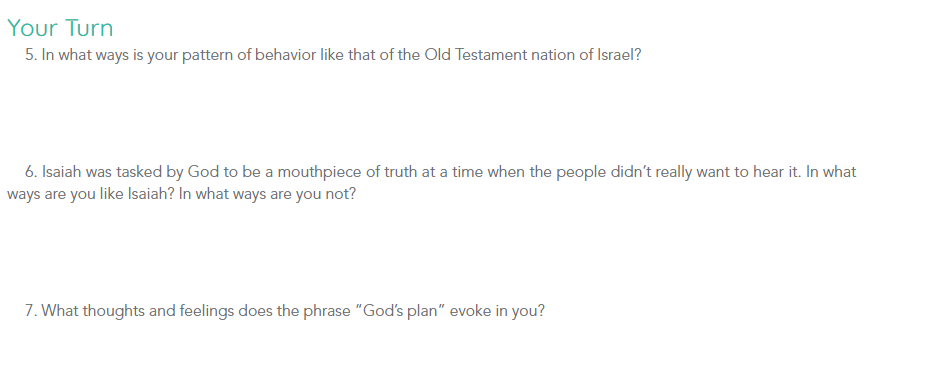 Your Turn
5. In what ways is your pattern of behavior like that of the Old Testament nation of Israel?
6. Isaiah was tasked by God to be a mouthpiece of truth at a time when the people didn’t really want to hear it. In what
ways are you like Isaiah? In what ways are you not?
7. What thoughts and feelings does the phrase “God’s plan” evoke in you?